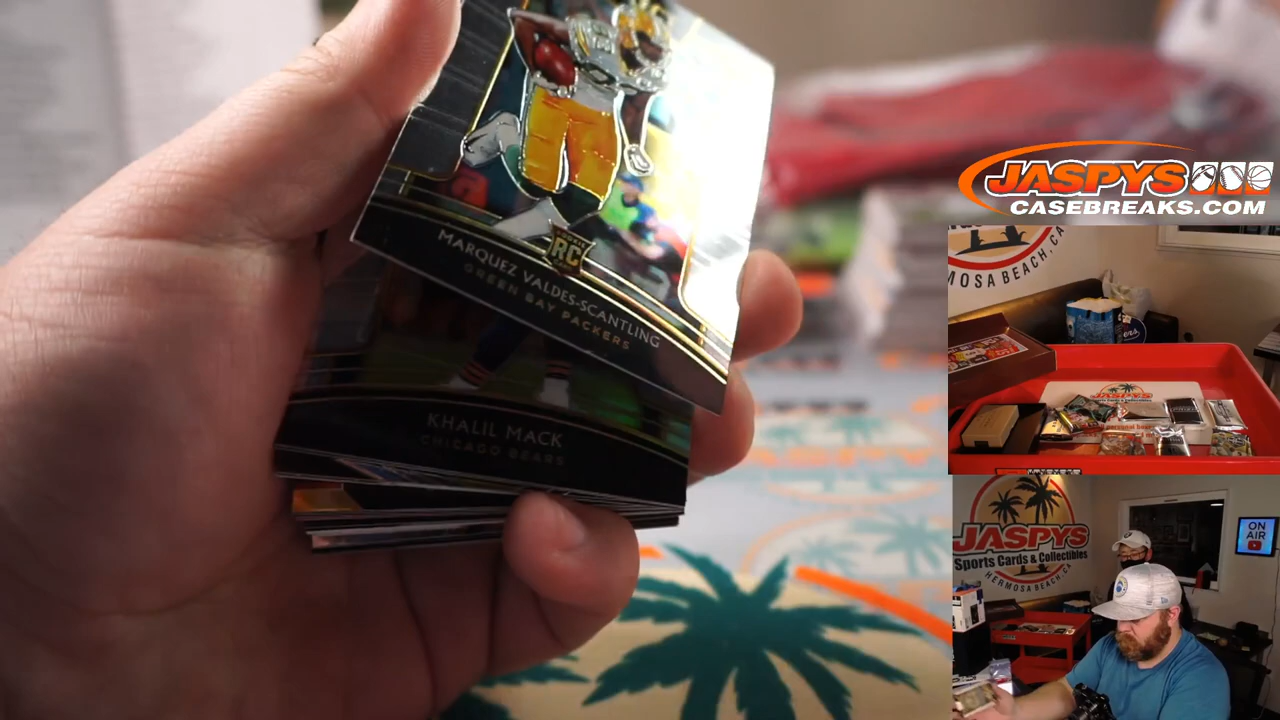 RC
MARQUEZ VALDES-SCANTLING
GREEN BAY PACKERS
KHALIL MACK
CHICAGO BEARS
JASPYS
CASEBREAKS.COM
MOSA BEACH, CA
JASPYS
Sports Cards & Collectibles
HERMOSA BEACH, CA
ON
AIR